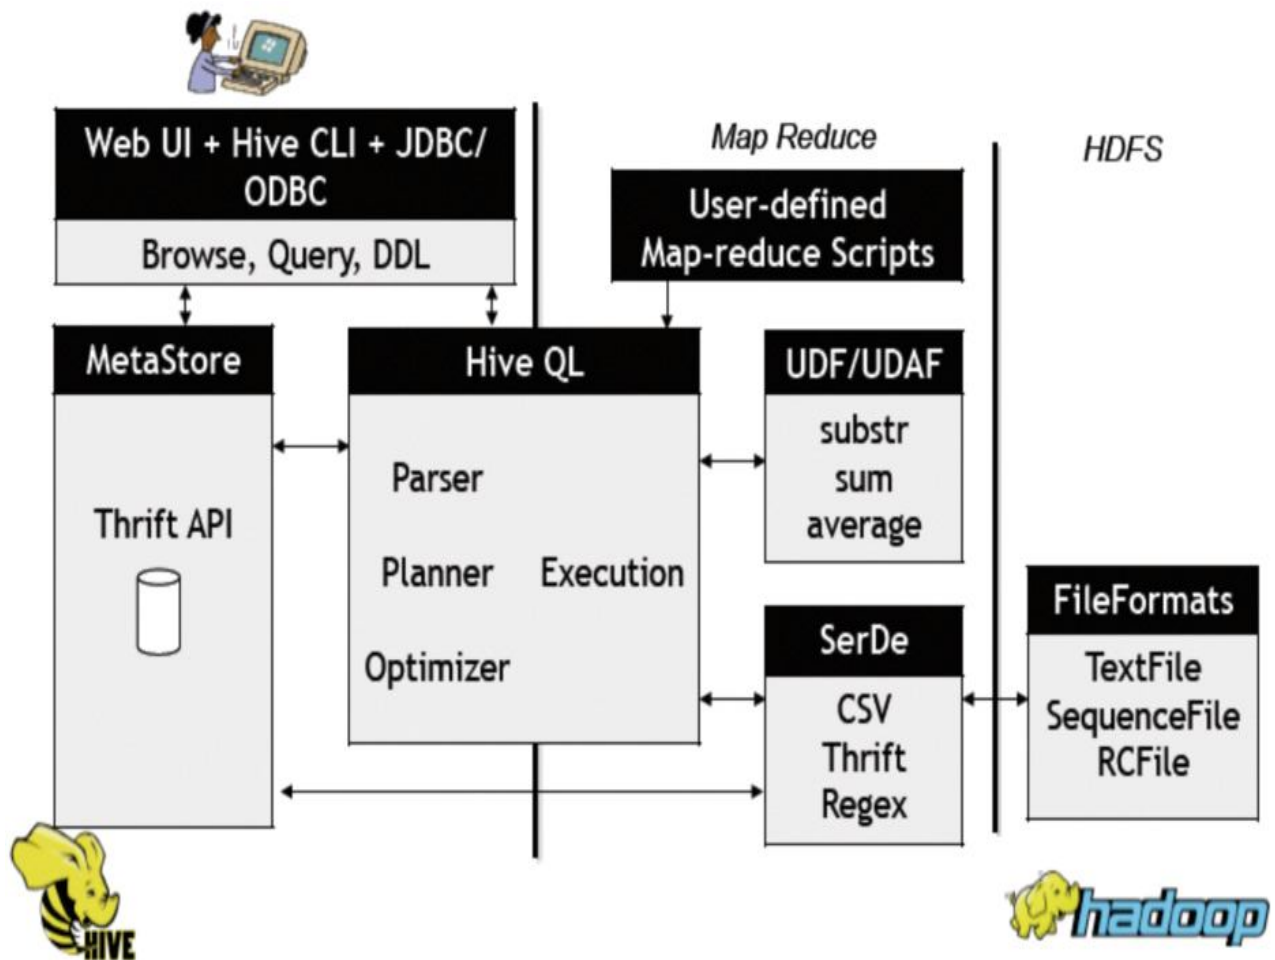 Web UI + Hive CLI + JDBC/
ODBC
Browse, Query, DDL
Map Reduce
User-defined
Map-reduce Scripts
HDFS
MetaStore
Thrift API
Hive QL
Parser
Planner
Execution
Optimizer
UDF/UDAF
substr
sum
average
SerDe
CSV
Thrift
Regex
FileFormats
TextFile
SequenceFile
RCFile
HIVE
hadoop